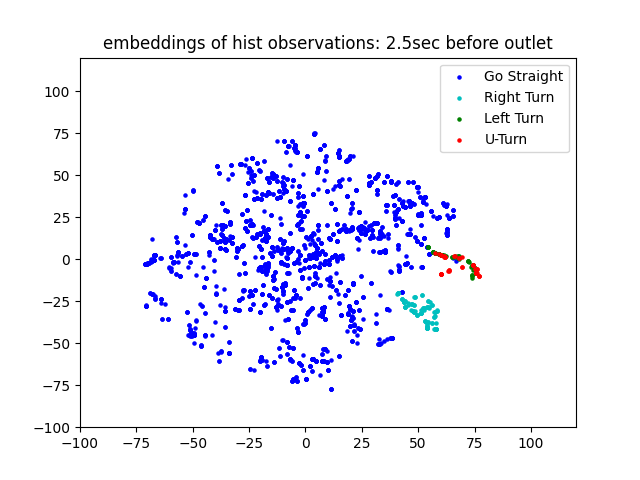 embeddings of hist observations: 2.5sec before outlet
Go Straight
Right Turn
Left Turn
U-Turn
100
75
50
25
0
−25
−50
−75
−100
−100 −75 −50 −25 0 25 50 75 100